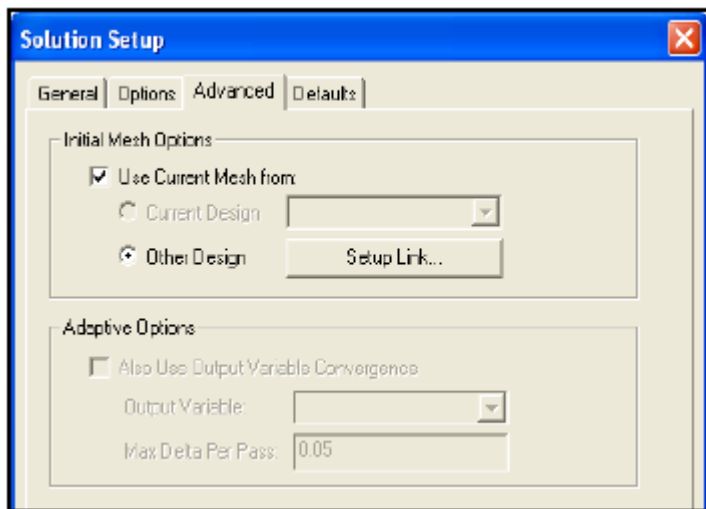 Solution Setup
General Options Advanced Defaults
Initial Mesh Options
Use Current Mesh from:
Current Design
Other Design Setup Link...
Adaptive Options
Also Use Output Variable Convergence
Output Variable:
Max Delta Per Pass: 0.05